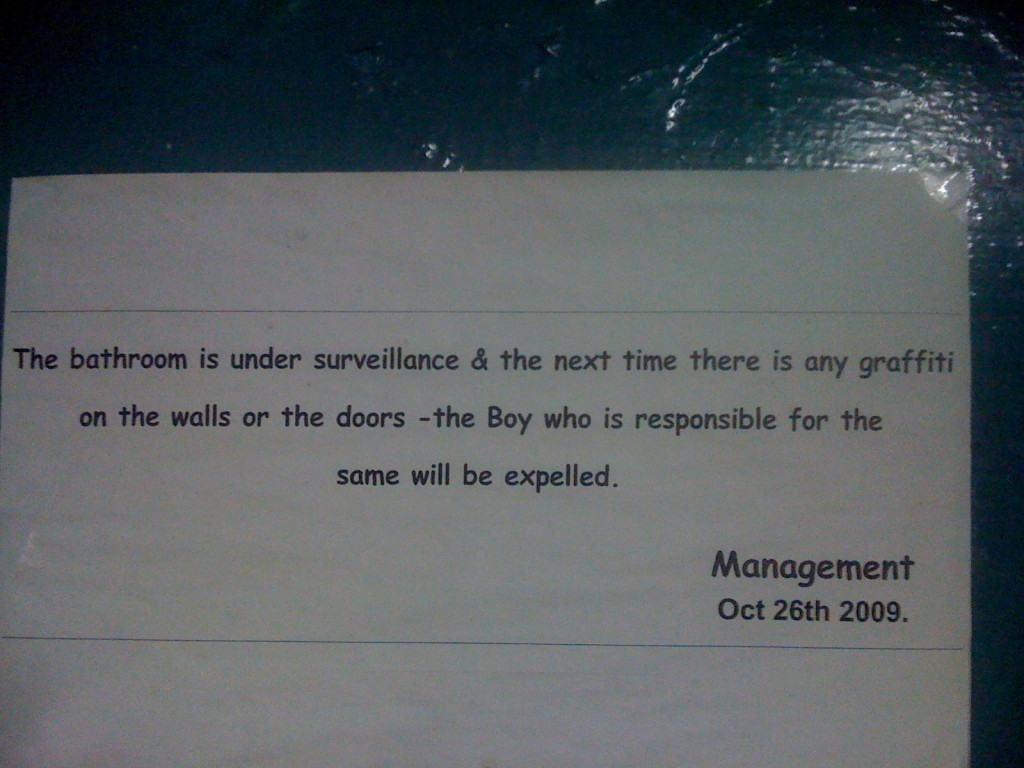 The bathroom is under surveillance & the next time there is any graffiti
on the walls or the doors -the Boy who is responsible for the
same will be expelled.
Management
Oct 26th 2009.